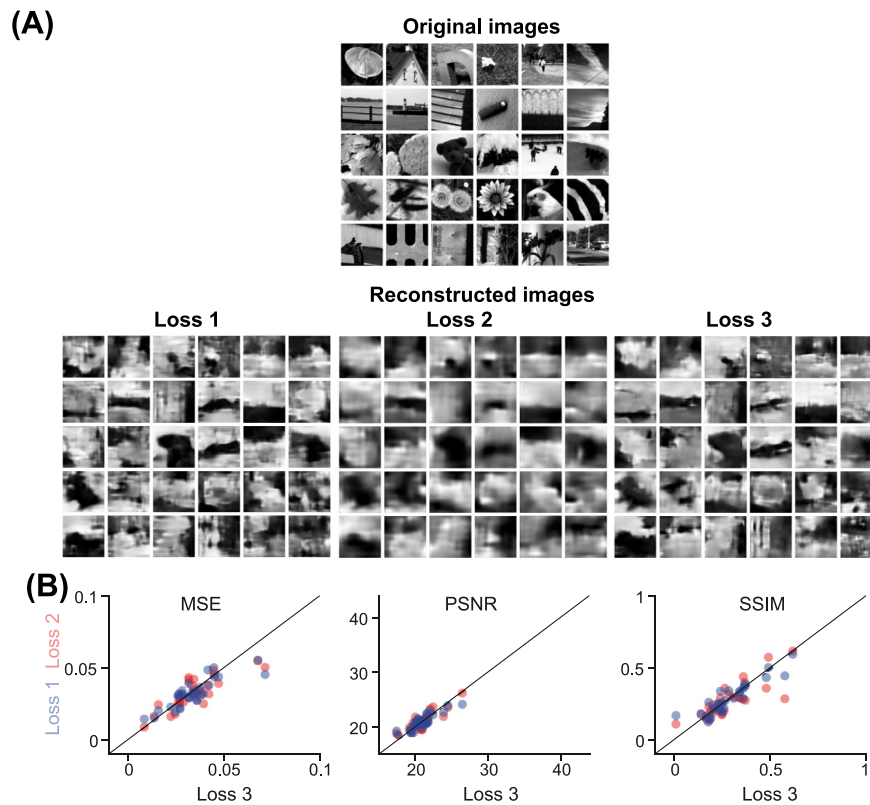 (A)
Original images
Reconstructed images
Loss 1
Loss 2
Loss 3
(B)
Loss 1 Loss 2
0.1
0.05
0
MSE
0
0.05
0.1
Loss 3
40
30
20
PSNR
20
30
40
Loss 3
1
0.5
0
SSIM
0
0.5
1
Loss 3